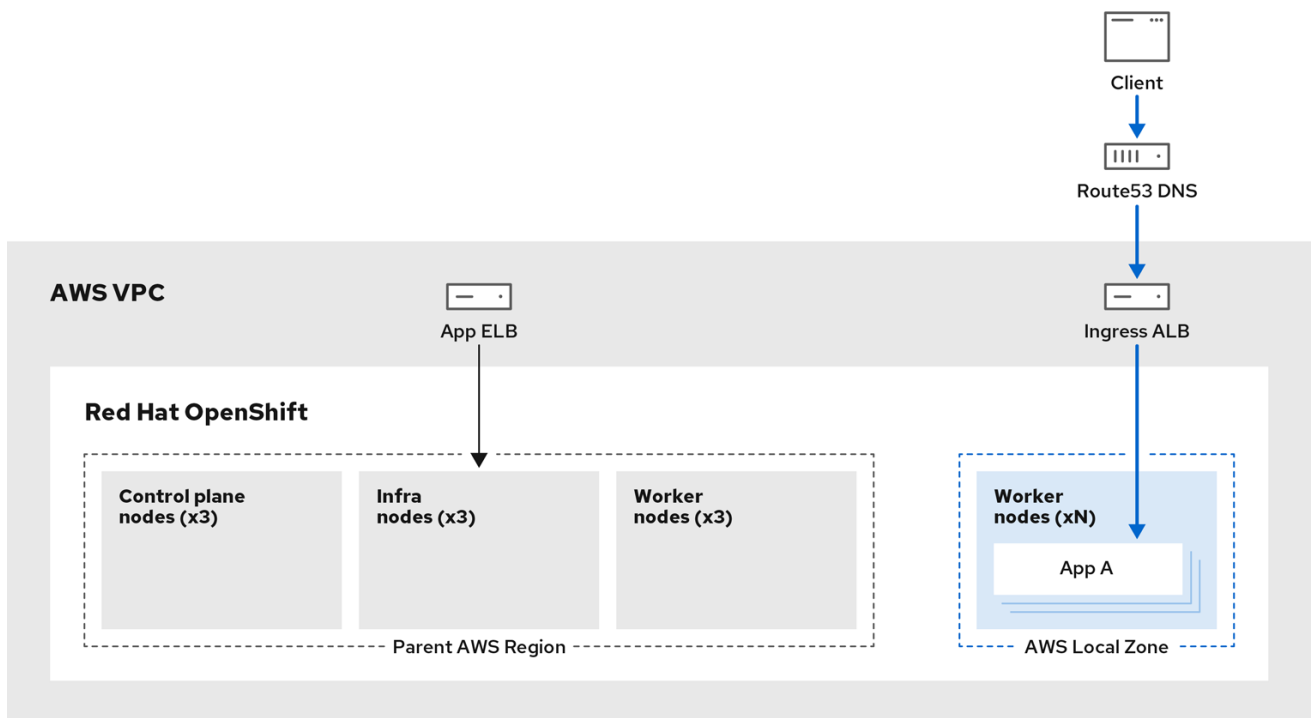 Client
Route53 DNS
AWS VPC
App ELB
Ingress ALB
Red Hat OpenShift
Control plane
nodes (x3)
Infra
nodes (x3)
Worker
nodes (x3)
Worker
nodes (xN)
App A
Parent AWS Region
AWS Local Zone